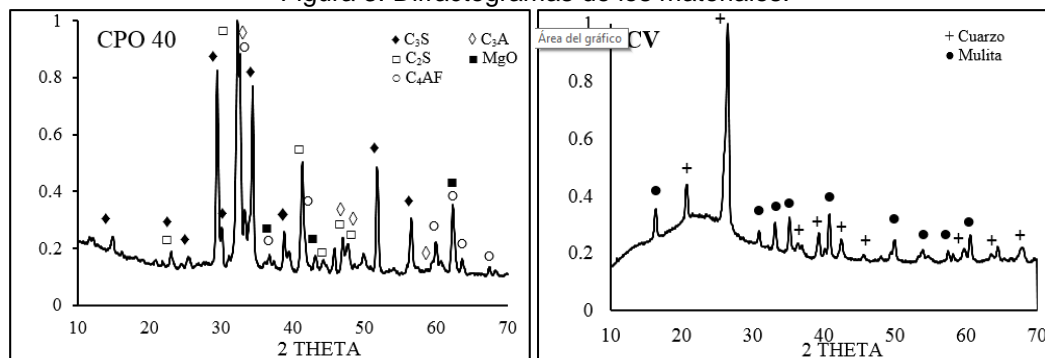 Figura 3. Difractogramas de los materiales.
CPO 40
C₃S
C₂S
C₄AF
C₃A
MgO
1
0.8
0.6
0.4
0.2
0
10 20 30 40 50 60 70
2 THETA
Área del gráfico
CV
Cuarzo
Mulita
1
0.8
0.6
0.4
0.2
0
10 20 30 40 50 60 70
2 THETA